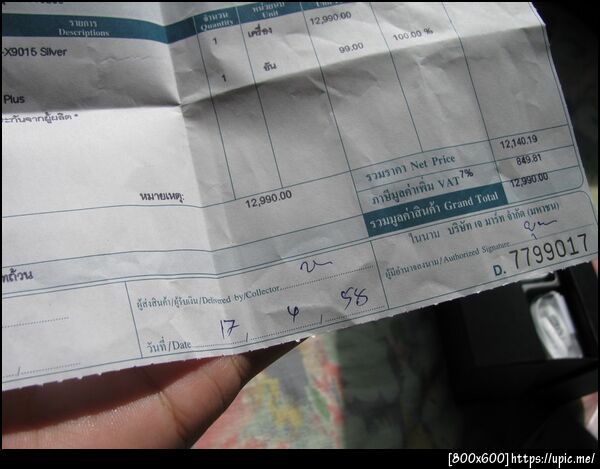 รายการ
Descriptions
จำนวน
Quantity
หน่วยนับ
Unit
-X9015 Silver
1
เครื่อง
12,990.00
1
อัน
99.00
100.00 %
Plus
ะกันจากผู้ผลิต *
หมายเหตุ:
12,990.00
รวมราคา Net Price
12,140.19
ภาษีมูลค่าเพิ่ม VAT 7%
849.81
รวมมูลค่าสินค้า Grand Total
12,990.00
ในนาม บริษัท เจ มาร์ท จำกัด (มหาชน)
ผู้ส่งสินค้า/ผู้รับเงิน/Delivered by/Collector
ผู้มีอำนาจลงนาม/Authorized Signature
D. 7799017
วันที่/Date 17, 4, 58
/Date
[800x600]https://upic.me/